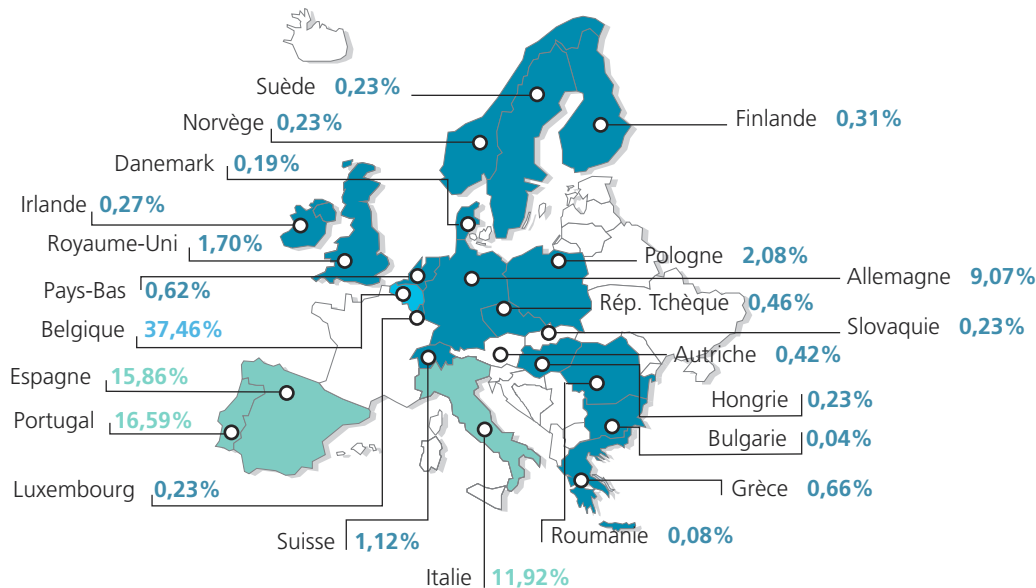 Suède 0,23%
Norvège 0,23%
Danemark 0,19%
Irlande 0,27%
Royaume-Uni 1,70%
Pays-Bas 0,62%
Belgique 37,46%
Espagne 15,86%
Portugal 16,59%
Luxembourg 0,23%
Suisse 1,12%
Italie 11,92%
Finlande 0,31%
Pologne 2,08%
Allemagne 9,07%
Rép. Tchèque 0,46%
Slovaquie 0,23%
Autriche 0,42%
Hongrie 0,23%
Bulgarie 0,04%
Grèce 0,66%
Roumanie 0,08%